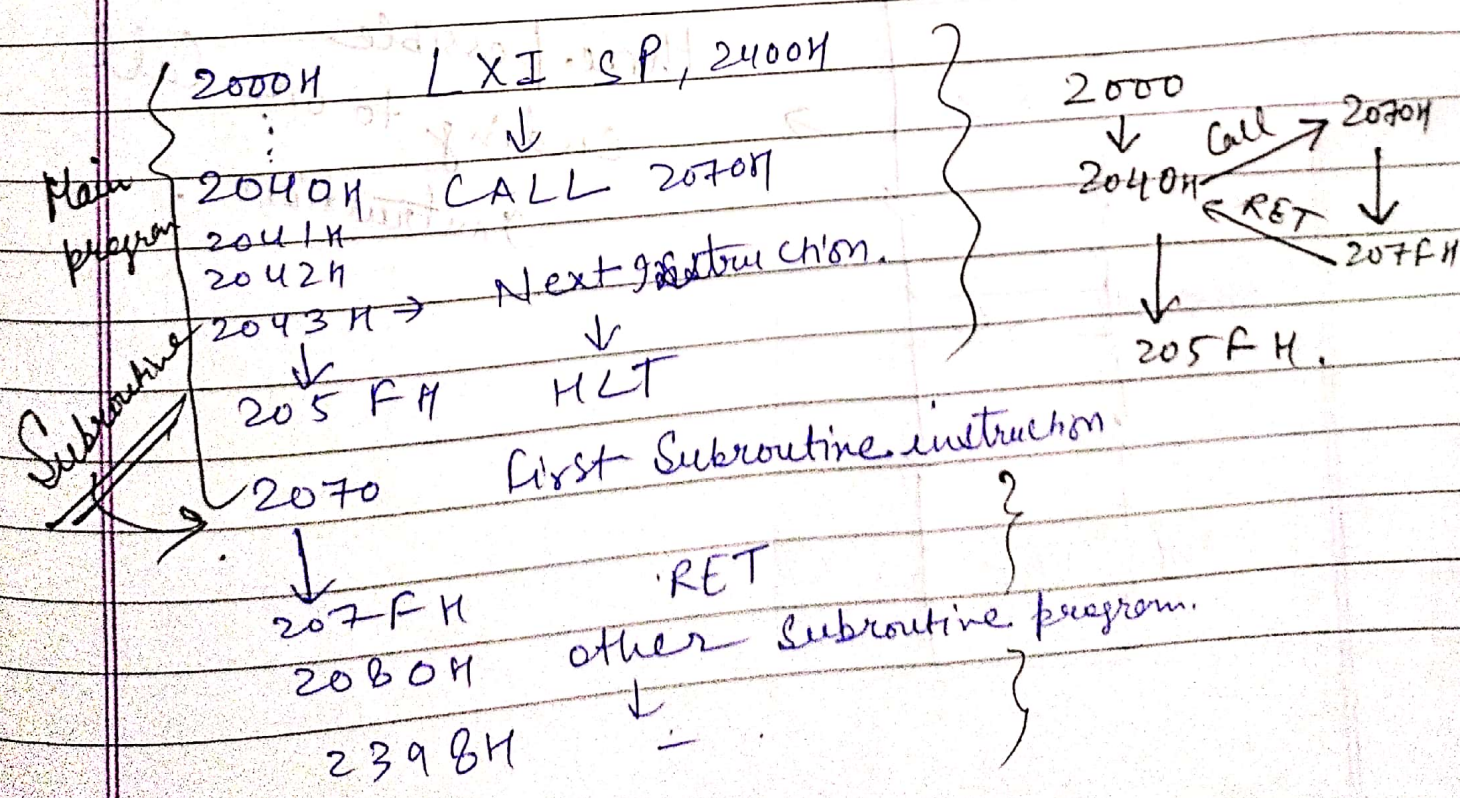 2000H LXI SP, 2400H
⋮ ↓
Main program
2040H CALL 2070H
2041H
2042H
2043H → Next Instruction.
↓ ↓
205FH HLT
Subroutine
2070 first Subroutine instruction
↓
207FH RET
2080H other Subroutine program.
↓
2398H -
2000
↓
2040H Call 2070H
↓
RET 207FH
↓
205FH.